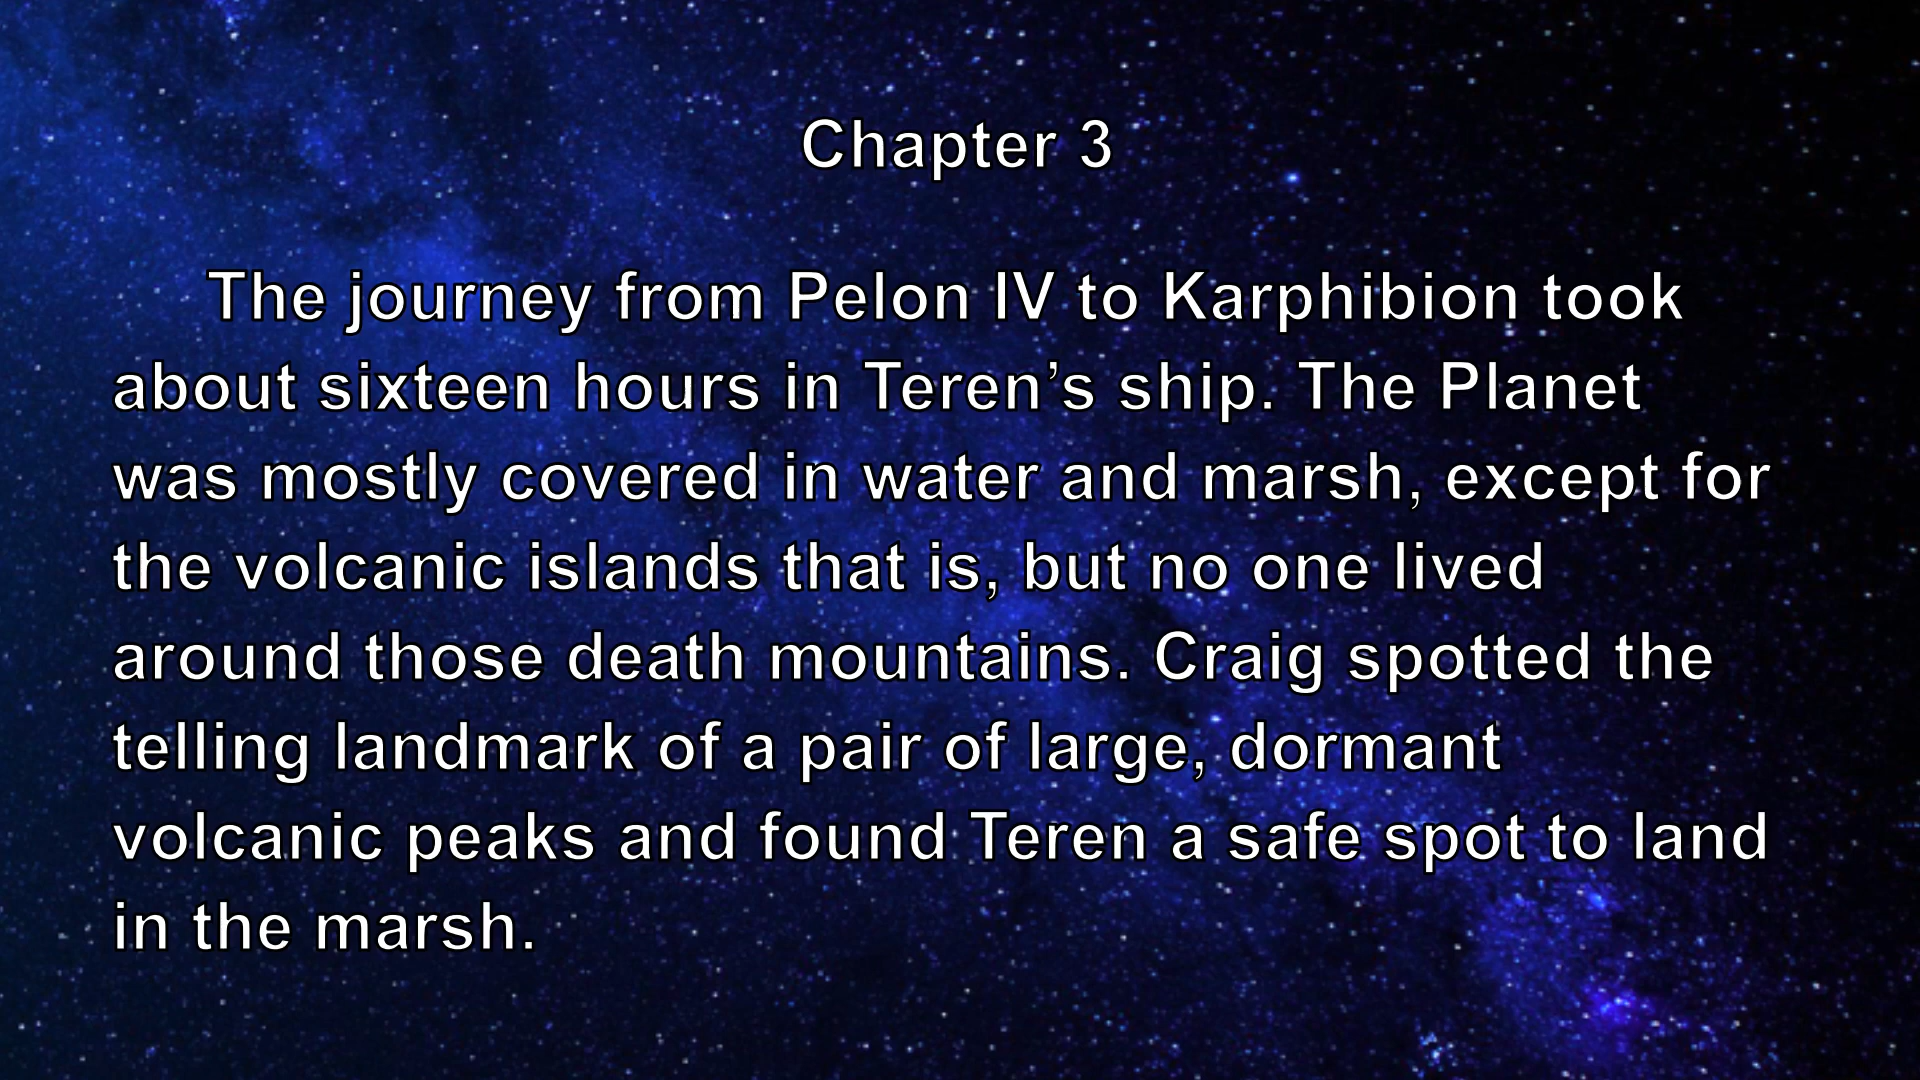 Chapter 3
The journey from Pelon IV to Karphibion took
about sixteen hours in Teren’s ship. The Planet
was mostly covered in water and marsh, except for
the volcanic islands that is, but no one lived
around those death mountains. Craig spotted the
telling landmark of a pair of large, dormant
volcanic peaks and found Teren a safe spot to land
in the marsh.